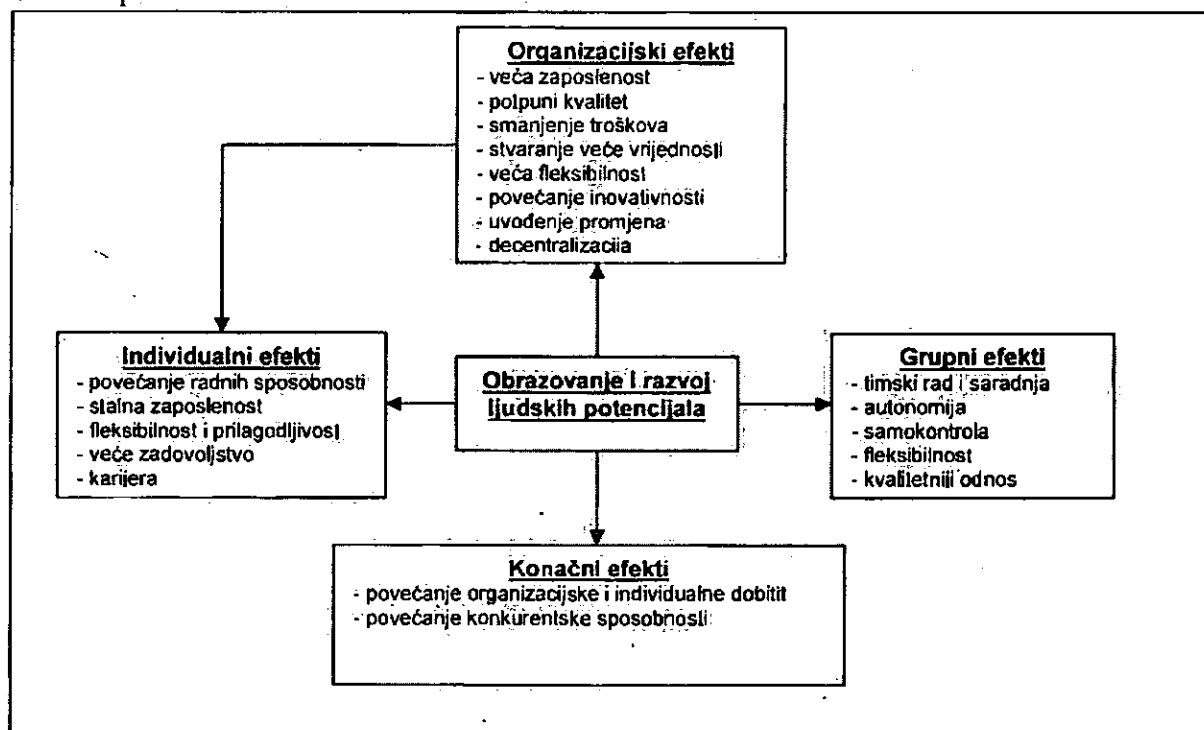 Organizacijski efekti
- veća zaposlenost
- potpuni kvalitet
- smanjenje troškova
- stvaranje veće vrijednosti
- veća fleksibilnost
- povećanje inovativnosti
- uvođenje promjena
- decentralizacija
Individualni efekti
- povećanje radnih sposobnosti
- stalna zaposlenost
- fleksibilnost i prilagodljivost
- veće zadovoljstvo
- karijera
Obrazovanje i razvoj
ljudskih potencijala
Grupni efekti
- timski rad i saradnja
- autonomija
- samokontrola
- fleksibilnost
- kvalitetniji odnos
Konačni efekti
- povećanje organizacijske i individualne dobitit
- povećanje konkurentske sposobnosti